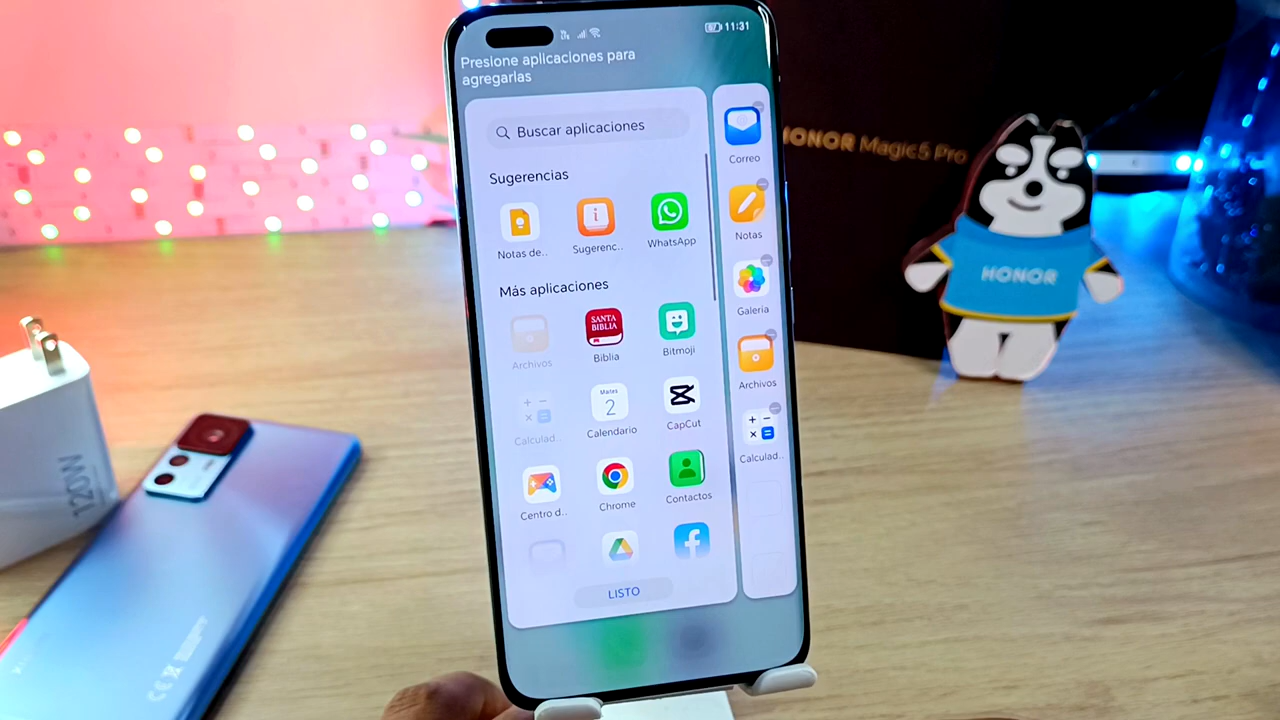 11:31
Presione aplicaciones para
agregarlas
Buscar aplicaciones
Sugerencias
Notas de..
Sugerenc..
WhatsApp
Más aplicaciones
Archivos
SANTA
BIBLIA
Biblia
Bitmoji
Calculad..
Martes
2
Calendario
CapCut
Centro d..
Chrome
Contactos
LISTO
Correo
Notas
Galería
Archivos
Calculad..
HONOR Magic5 Pro
HONOR
120W